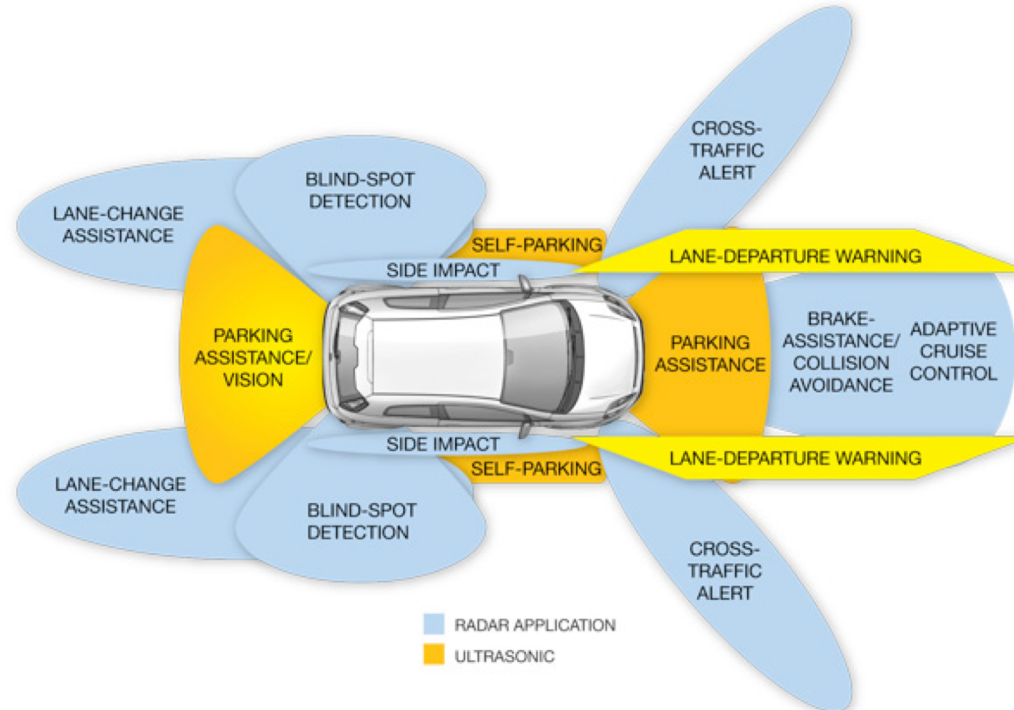 CROSS-
TRAFFIC
ALERT
BLIND-SPOT
DETECTION
LANE-CHANGE
ASSISTANCE
SELF-PARKING
LANE-DEPARTURE WARNING
SIDE IMPACT
PARKING
ASSISTANCE/
VISION
PARKING
ASSISTANCE
BRAKE-
ASSISTANCE/
COLLISION
AVOIDANCE
ADAPTIVE
CRUISE
CONTROL
SIDE IMPACT
SELF-PARKING
LANE-DEPARTURE WARNING
LANE-CHANGE
ASSISTANCE
BLIND-SPOT
DETECTION
CROSS-
TRAFFIC
ALERT
RADAR APPLICATION
ULTRASONIC